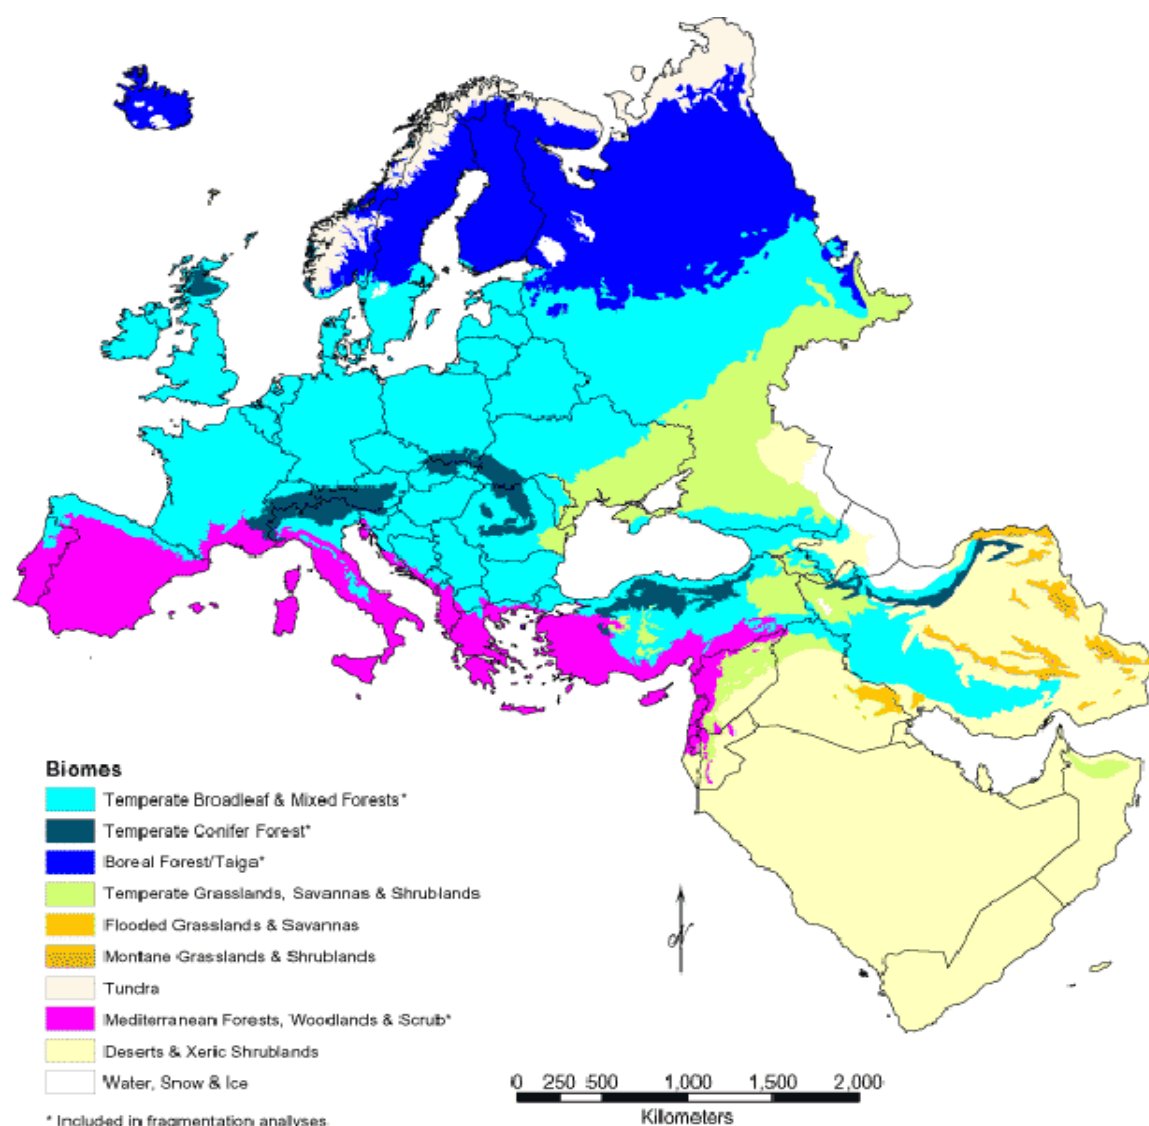 Biomes
Temperate Broadleaf & Mixed Forests*
Temperate Conifer Forest*
Boreal Forest/Taiga*
Temperate Grasslands, Savannas & Shrublands
Flooded Grasslands & Savannas
Montane Grasslands & Shrublands
Tundra
Mediterranean Forests, Woodlands & Scrub*
Deserts & Xeric Shrublands
Water, Snow & Ice
* Included in fragmentation analyses.
N
0 250 500 1,000 1,500 2,000
Kilometers